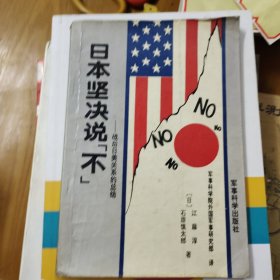 日本坚决说「不」
战后日美关系的总结
NO
NO
No
〔日〕江藤淳
石原慎太郎 著
军事科学院外国军事研究部 译
军事科学出版社